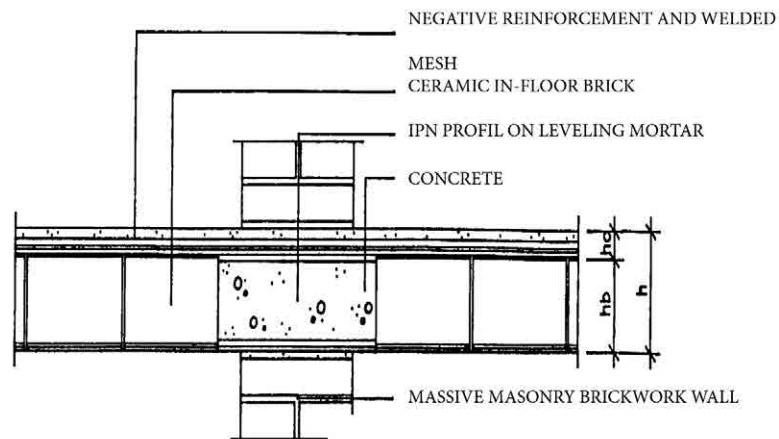 NEGATIVE REINFORCEMENT AND WELDED
MESH
CERAMIC IN-FLOOR BRICK
IPN PROFIL ON LEVELING MORTAR
CONCRETE
hc
hb
h
MASSIVE MASONRY BRICKWORK WALL